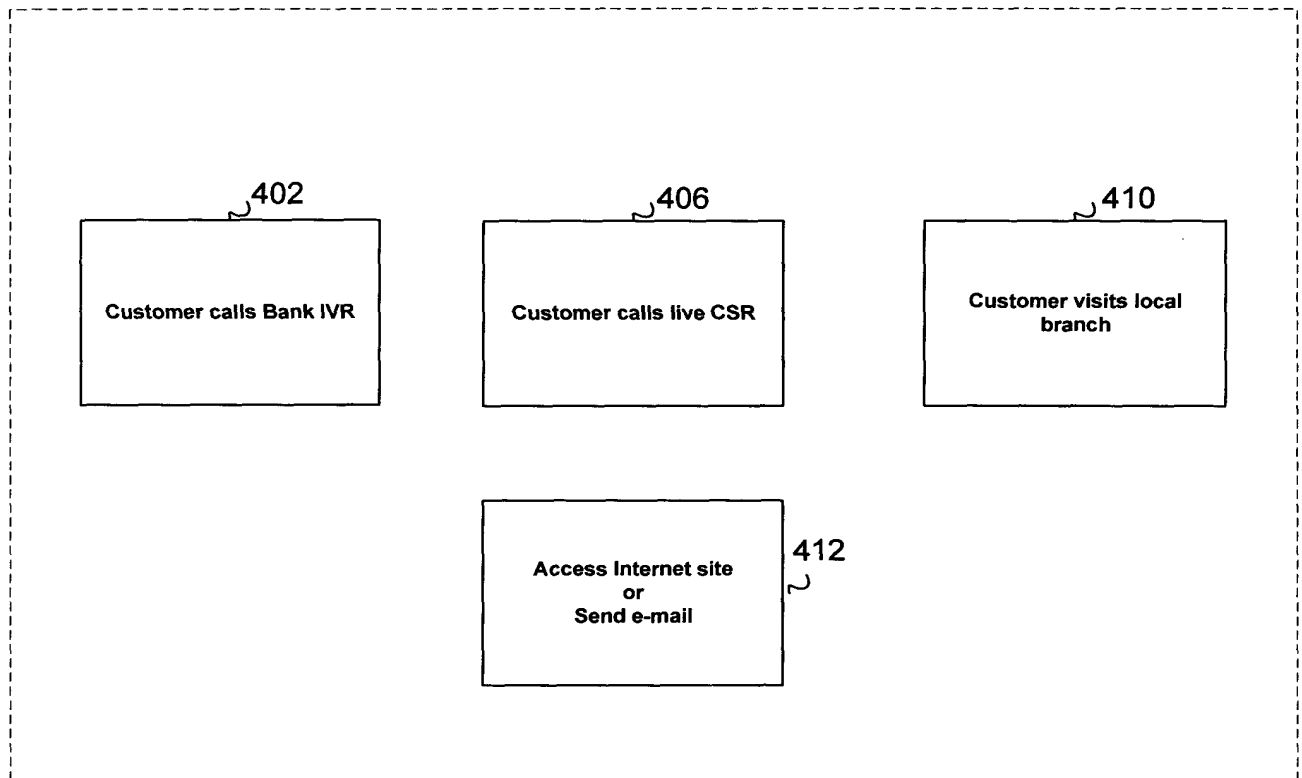 402
406
410
Customer calls Bank IVR
Customer calls live CSR
Customer visits local
branch
412
Access Internet site
or
Send e-mail